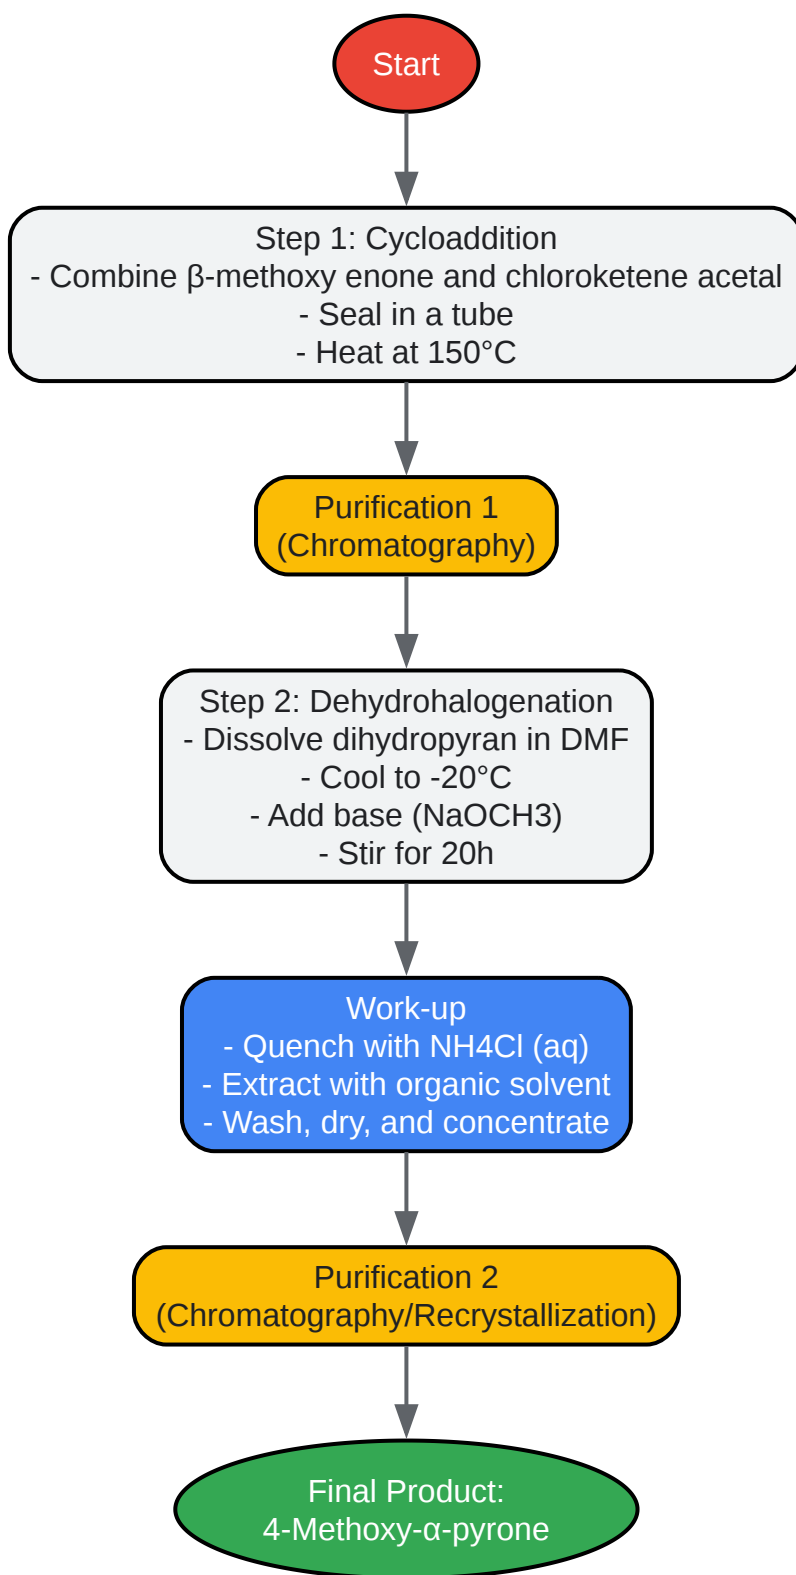 Start
Step 1: Cycloaddition
- Combine β-methoxy enone and chloroketene acetal
- Seal in a tube
- Heat at 150°C
Purification 1
(Chromatography)
Step 2: Dehydrohalogenation
- Dissolve dihydropyran in DMF
- Cool to -20°C
- Add base (NaOCH3)
- Stir for 20h
Work-up
- Quench with NH4Cl (aq)
- Extract with organic solvent
- Wash, dry, and concentrate
Purification 2
(Chromatography/Recrystallization)
Final Product:
4-Methoxy-α-pyrone